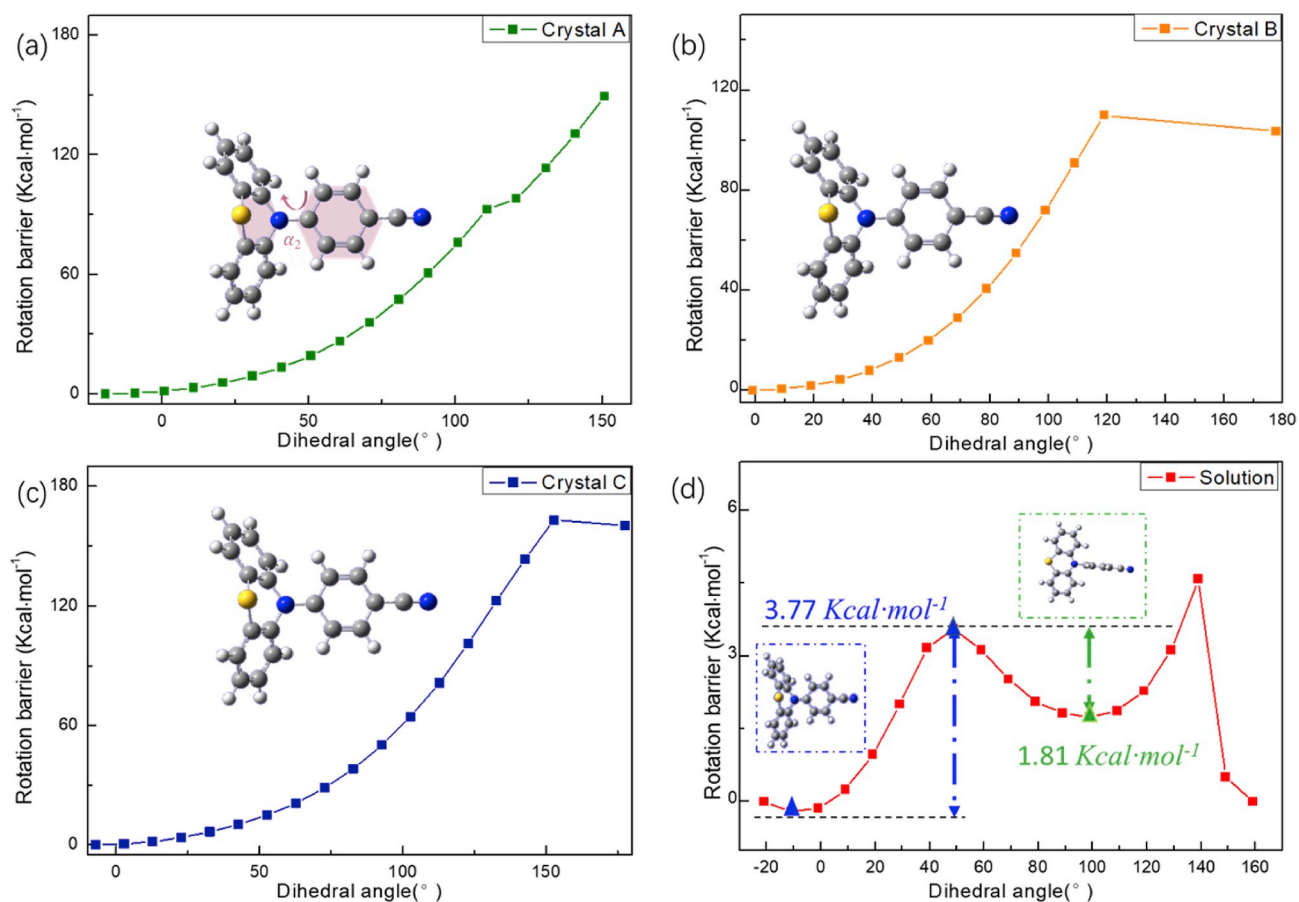 (a)
Crystal A
180
120
60
0
Rotation barrier (Kcal·mol⁻¹)
α₂
0
50
100
150
Dihedral angle(°)
(b)
Crystal B
120
80
40
0
Rotation barrier (Kcal·mol⁻¹)
0
20
40
60
80
100
120
140
160
180
Dihedral angle(°)
(c)
Crystal C
180
120
60
0
Rotation barrier (Kcal·mol⁻¹)
0
50
100
150
Dihedral angle(°)
(d)
Solution
6
3
0
Rotation barrier (Kcal·mol⁻¹)
3.77 Kcal·mol⁻¹
1.81 Kcal·mol⁻¹
-20
0
20
40
60
80
100
120
140
160
Dihedral angle(°)